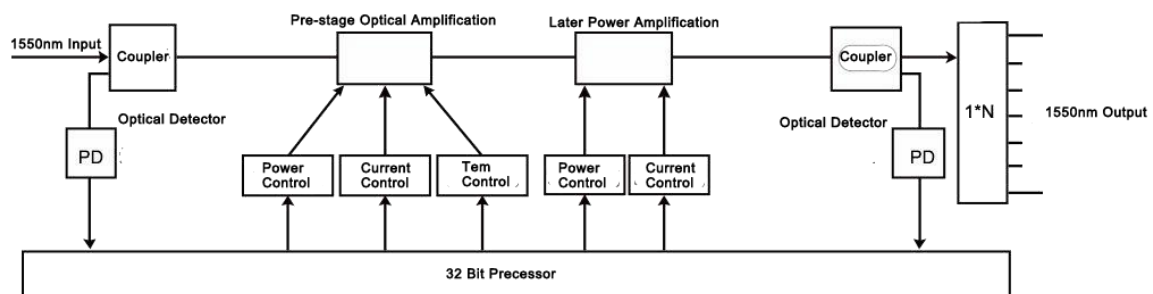 Pre-stage Optical Amplification
Later Power Amplification
1550nm Input
Coupler
Coupler
1*N
1550nm Output
Optical Detector
Optical Detector
PD
PD
Power
Control
Current
Control
Tem
Control
Power
Control
Current
Control
32 Bit Precessor